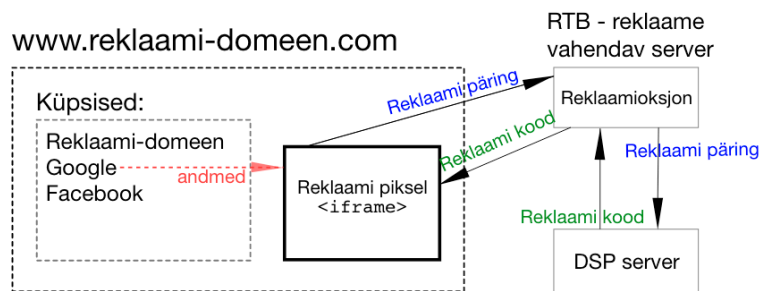 www.reklaami-domeen.com
RTB - reklaame
vahendav server
Küpsised:
Reklaami-domeen
Google
Facebook
andmed
Reklaami piksel
<iframe>
Reklaami päring
Reklaami kood
Reklaamioksjon
Reklaami päring
Reklaami kood
DSP server